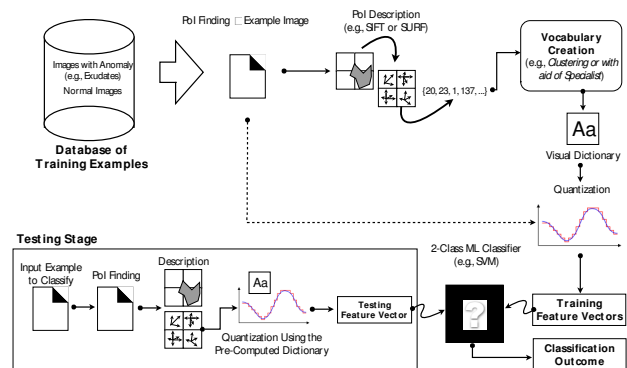 PoI Finding □ Example Image
PoI Description
(e.g., SIFT or SURF)
Images with Anomaly
(e.g., Exudates)
Normal Images
Database of
Training Examples
{20, 23, 1, 137, ...}
Vocabulary
Creation
(e.g., Clustering or with
aid of Specialist)
Aa
Visual Dictionary
Quantization
Testing Stage
Input Example
to Classify
PoI Finding
Description
Aa
Quantization Using the
Pre-Computed Dictionary
Testing
Feature Vector
2-Class ML Classifier
(e.g., SVM)
?
Training
Feature Vectors
Classification
Outcome